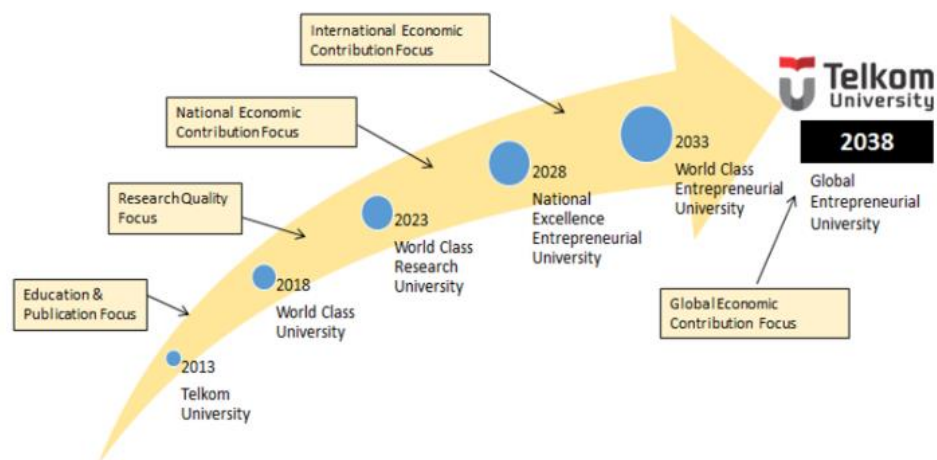 International Economic
Contribution Focus
National Economic
Contribution Focus
Research Quality
Focus
Education &
Publication Focus
2013
Telkom
University
2018
World Class
University
2023
World Class
Research
University
2028
National
Excellence
Entrepreneurial
University
2033
World Class
Entrepreneurial
University
Telkom
University
2038
Global
Entrepreneurial
University
Global Economic
Contribution Focus